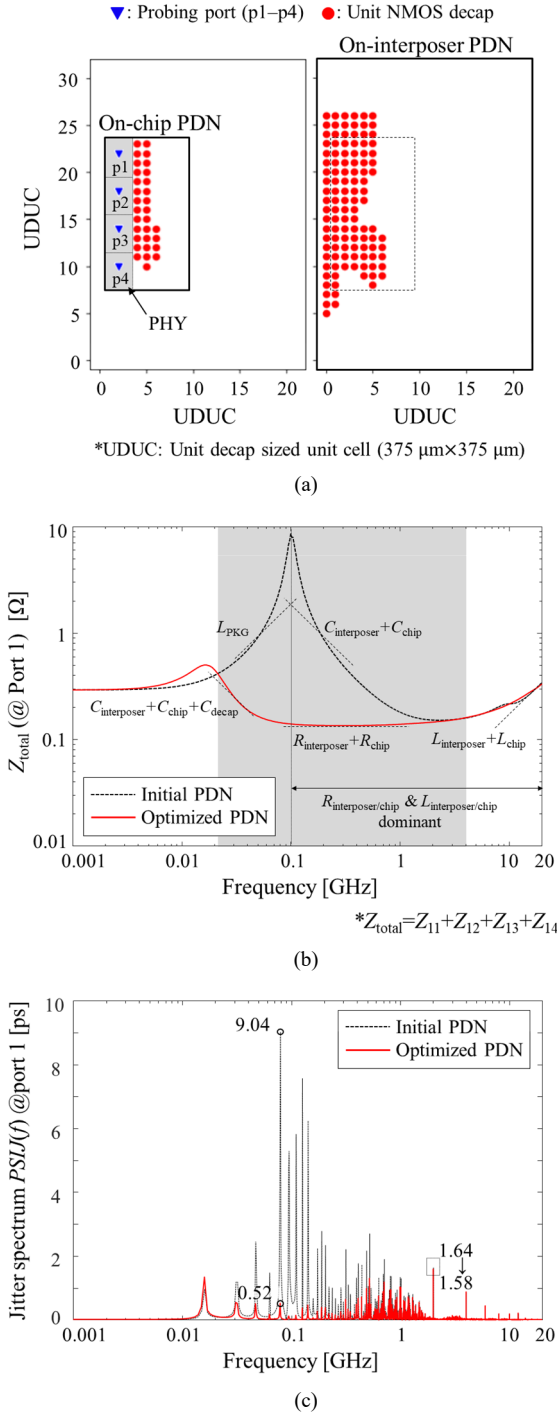 ▼: Probing port (p1–p4) ●: Unit NMOS decap
On-interposer PDN
On-chip PDN
30
25
20
15
10
5
0
UDUC
p1
p2
p3
p4
PHY
0 5 10 15 20
0 5 10 15 20
UDUC
UDUC
*UDUC: Unit decap sized unit cell (375 μm×375 μm)
(a)
10
1
0.1
0.01
Z_total (@ Port 1) [Ω]
L_PKG
C_interposer+C_chip
C_interposer+C_chip+C_decap
R_interposer+R_chip
L_interposer+L_chip
R_interposer/chip & L_interposer/chip
dominant
Initial PDN
Optimized PDN
0.001 0.01 0.1 1 10 20
Frequency [GHz]
*Z_total=Z_11+Z_12+Z_13+Z_14
(b)
10
8
6
4
2
0
Jitter spectrum PSIJ(f) @port 1 [ps]
9.04
Initial PDN
Optimized PDN
0.52
1.64
↓
1.58
0.001 0.01 0.1 1 10 20
Frequency [GHz]
(c)